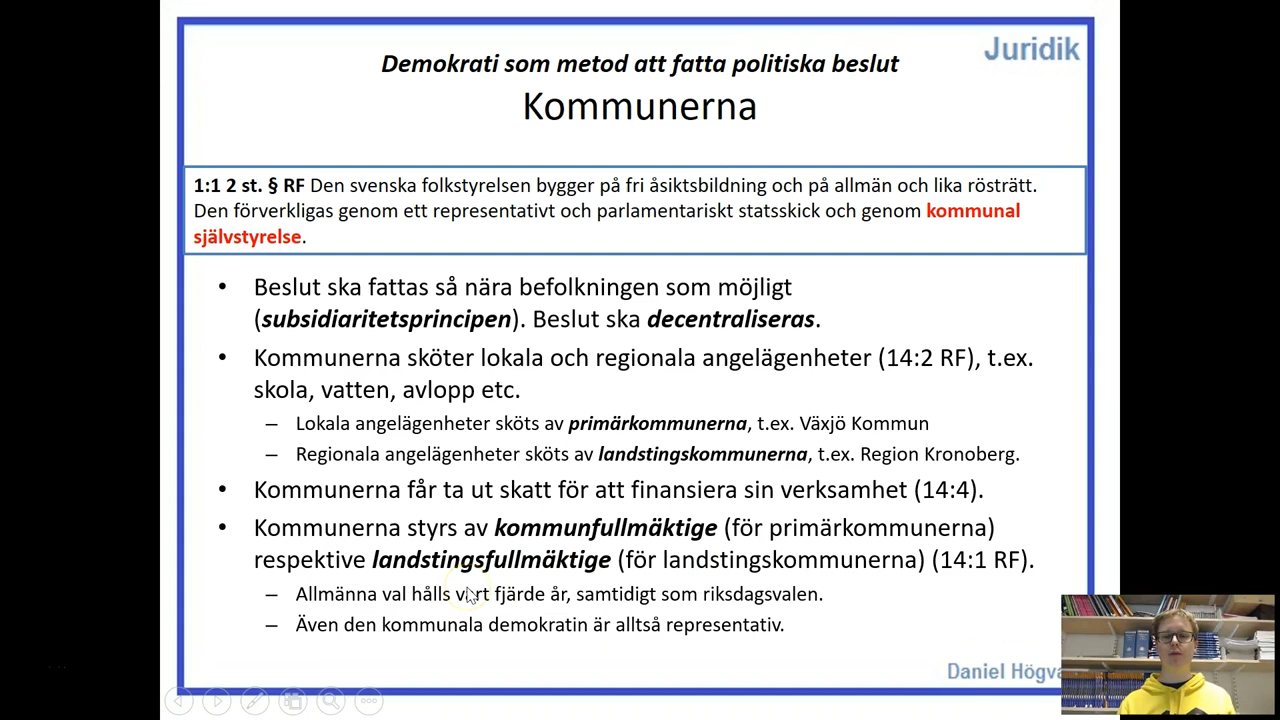 Juridik
Demokrati som metod att fatta politiska beslut
Kommunerna
1:1 2 st. § RF Den svenska folkstyrelsen bygger på fri åsiktsbildning och på allmän och lika rösträtt.
Den förverkligas genom ett representativt och parlamentariskt statsskick och genom kommunal
självstyrelse.
• Beslut ska fattas så nära befolkningen som möjligt
(subsidiaritetsprincipen). Beslut ska decentraliseras.
• Kommunerna sköter lokala och regionala angelägenheter (14:2 RF), t.ex.
skola, vatten, avlopp etc.
– Lokala angelägenheter sköts av primärkommunerna, t.ex. Växjö Kommun
– Regionala angelägenheter sköts av landstingskommunerna, t.ex. Region Kronoberg.
• Kommunerna får ta ut skatt för att finansiera sin verksamhet (14:4).
• Kommunerna styrs av kommunfullmäktige (för primärkommunerna)
respektive landstingsfullmäktige (för landstingskommunerna) (14:1 RF).
– Allmänna val hålls vart fjärde år, samtidigt som riksdagsvalen.
– Även den kommunala demokratin är alltså representativ.
Daniel